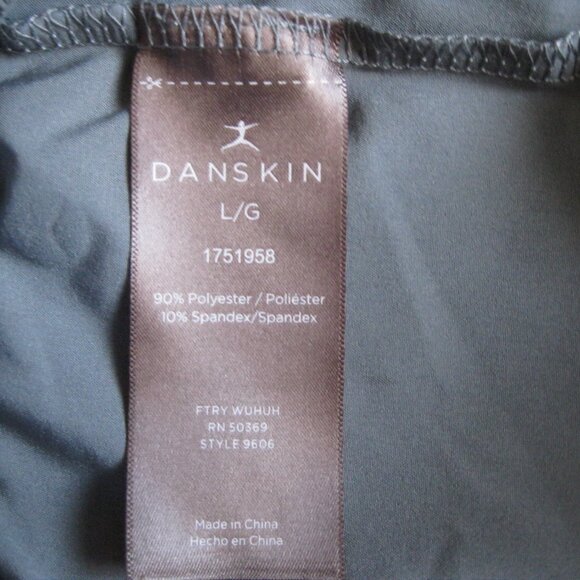 DANSKIN
L/G
1751958
90% Polyester / Poliéster
10% Spandex/Spandex
FTRY WUHUH
RN 50369
STYLE 9606
Made in China
Hecho en China